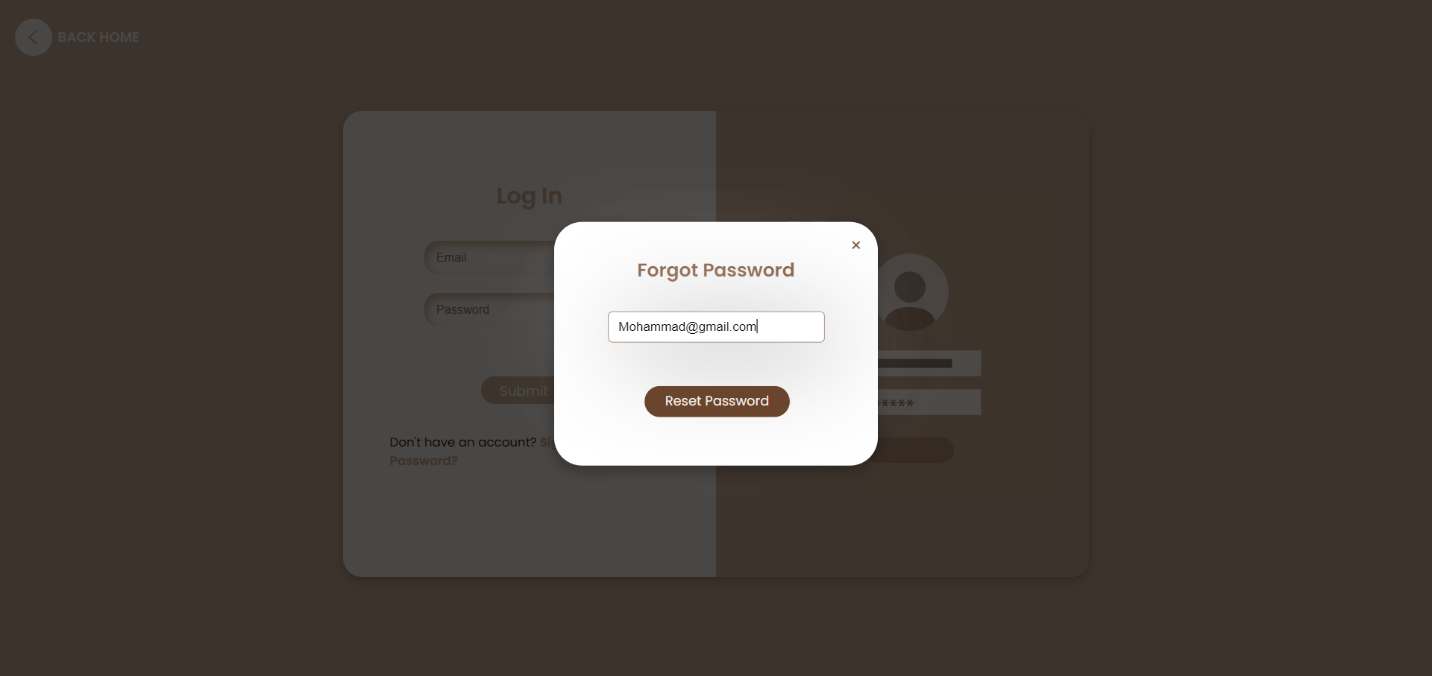 BACK HOME
Log In
Forgot Password
Email
Mohammad@gmail.com
Password
Submit
Reset Password
******
Don't have an account?
Password?